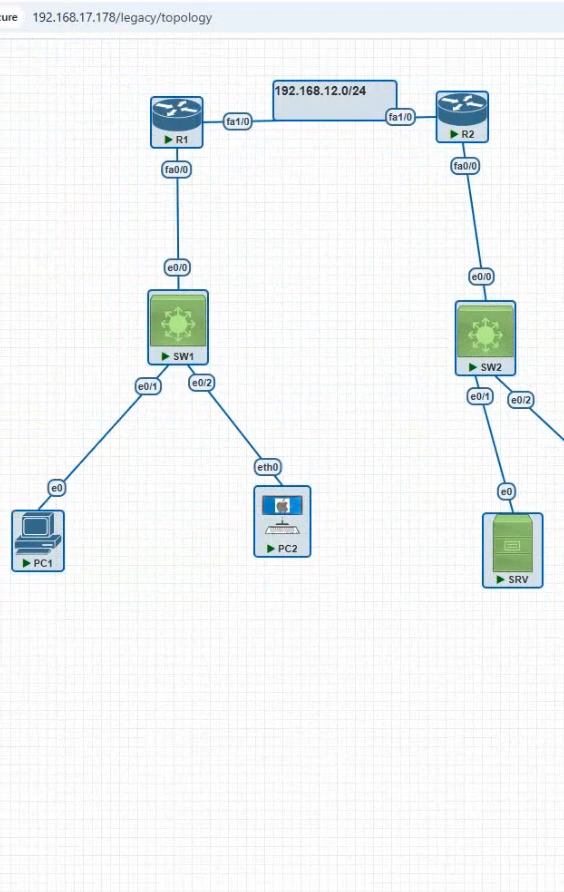 ure 192.168.17.178/legacy/topology
192.168.12.0/24
fa1/0
fa1/0
R1
R2
fa0/0
fa0/0
e0/0
e0/0
SW1
SW2
e0/1
e0/2
e0/1
e0/2
eth0
e0
e0
PC1
PC2
SRV